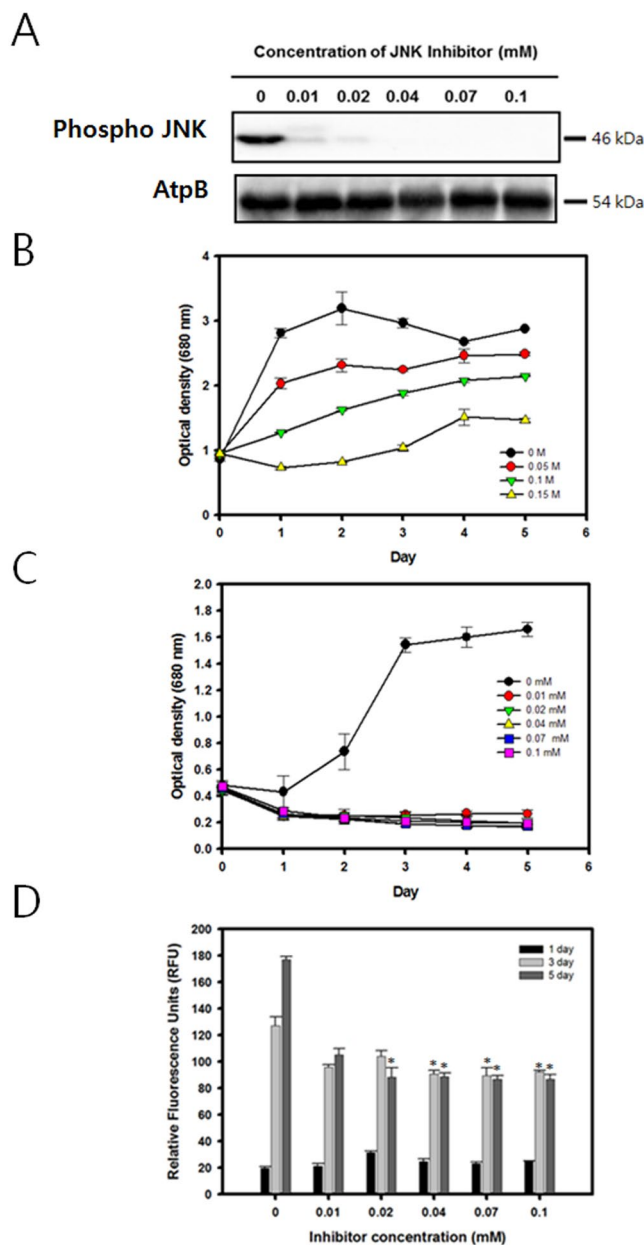 A
Concentration of JNK Inhibitor (mM)
0 0.01 0.02 0.04 0.07 0.1
Phospho JNK
46 kDa
AtpB
54 kDa
B
Optical density (680 nm)
4
3
2
1
0
0 M
0.05 M
0.1 M
0.15 M
0 1 2 3 4 5 6
Day
C
Optical density (680 nm)
2.0
1.8
1.6
1.4
1.2
1.0
0.8
0.6
0.4
0.2
0.0
0 mM
0.01 mM
0.02 mM
0.04 mM
0.07 mM
0.1 mM
0 1 2 3 4 5 6
Day
D
Relative Fluorescence Units (RFU)
200
180
160
140
120
100
80
60
40
20
0
1 day
3 day
5 day
* * * * * * *
0 0.01 0.02 0.04 0.07 0.1
Inhibitor concentration (mM)